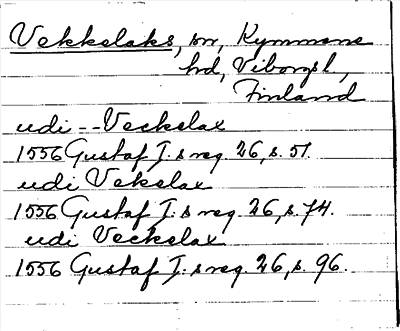 Vekkelaks, sn, Kymmene
hd, Viborgs l,
Finland
udi -- Veckelax
1556 Gustaf I:s reg. 26, s. 51.
udi Vekelax
1556 Gustaf I:s reg. 26, s. 74.
udi Veckelax
1556 Gustaf I:s reg. 26, s. 96.